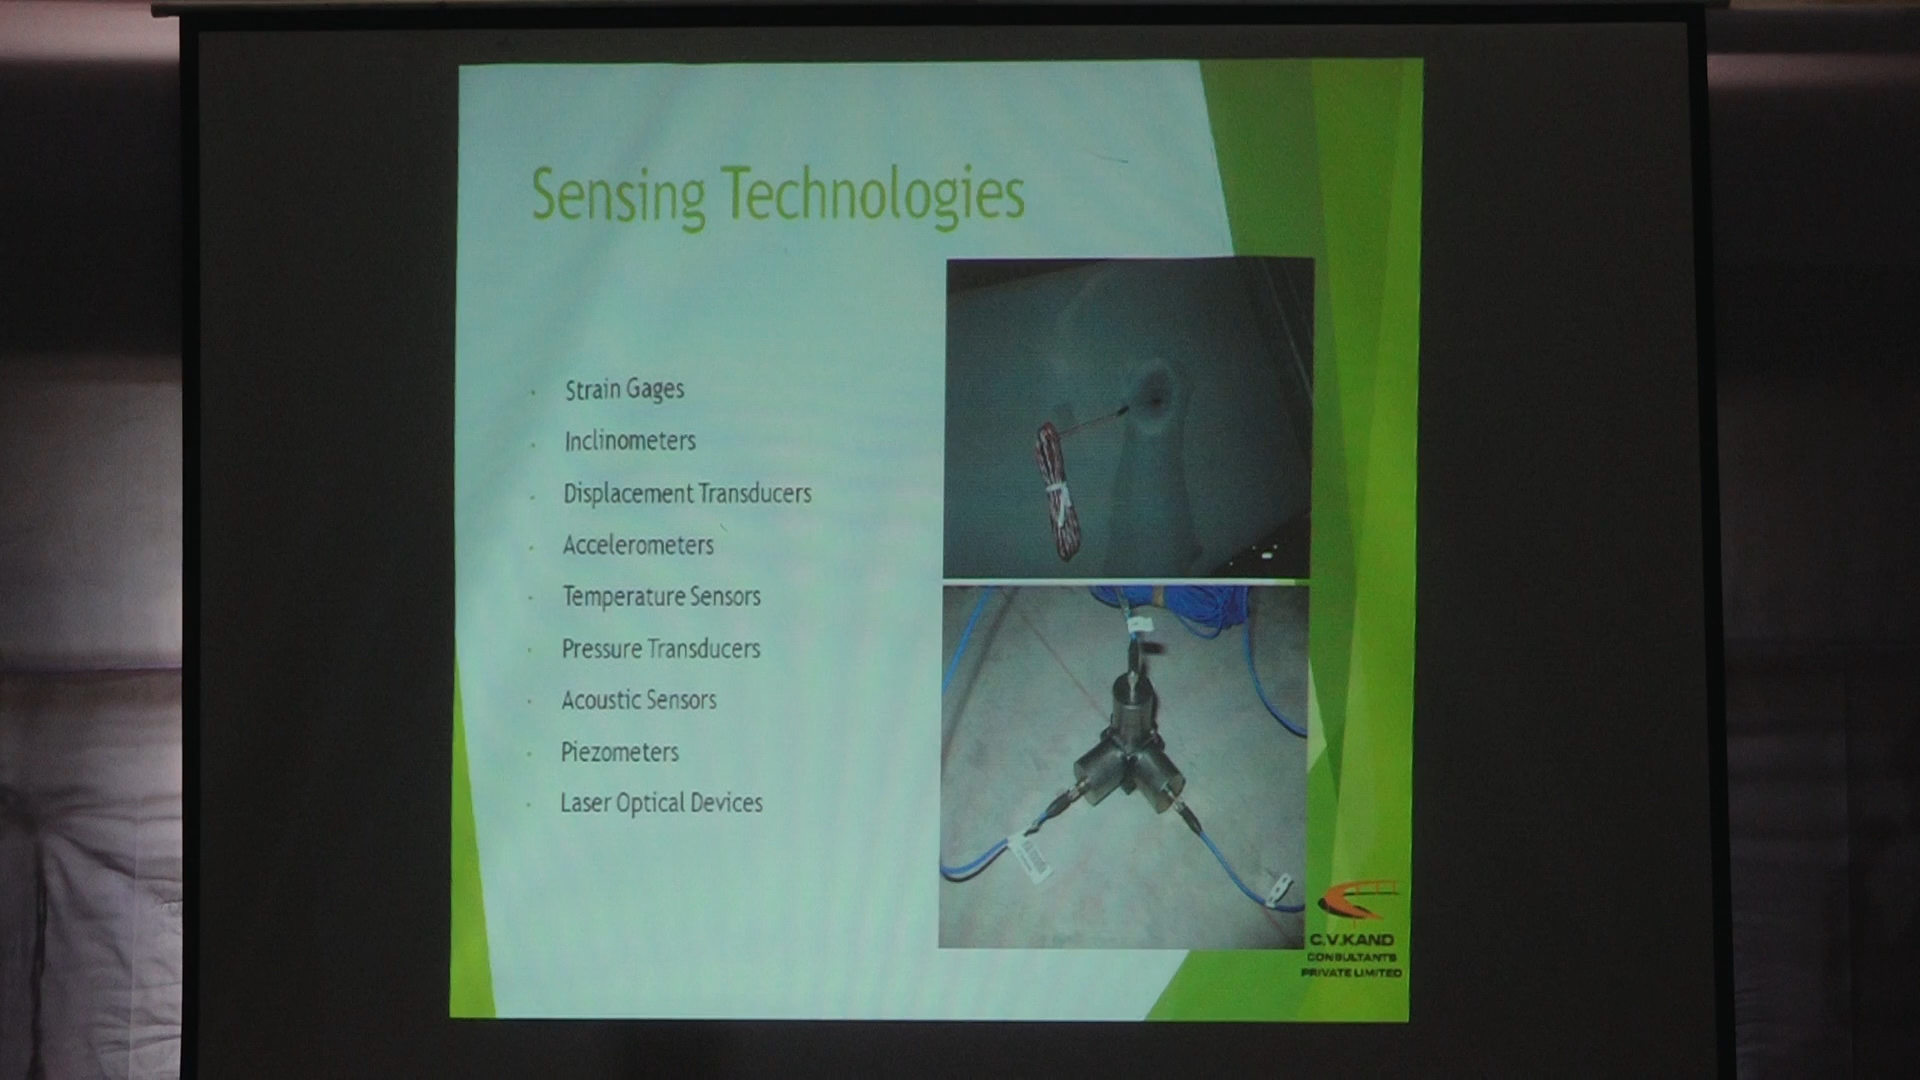 Sensing Technologies
Strain Gages
Inclinometers
Displacement Transducers
Accelerometers
Temperature Sensors
Pressure Transducers
Acoustic Sensors
Piezometers
Laser Optical Devices
C.V.KAND
CONSULTANTS
PRIVATE LIMITED